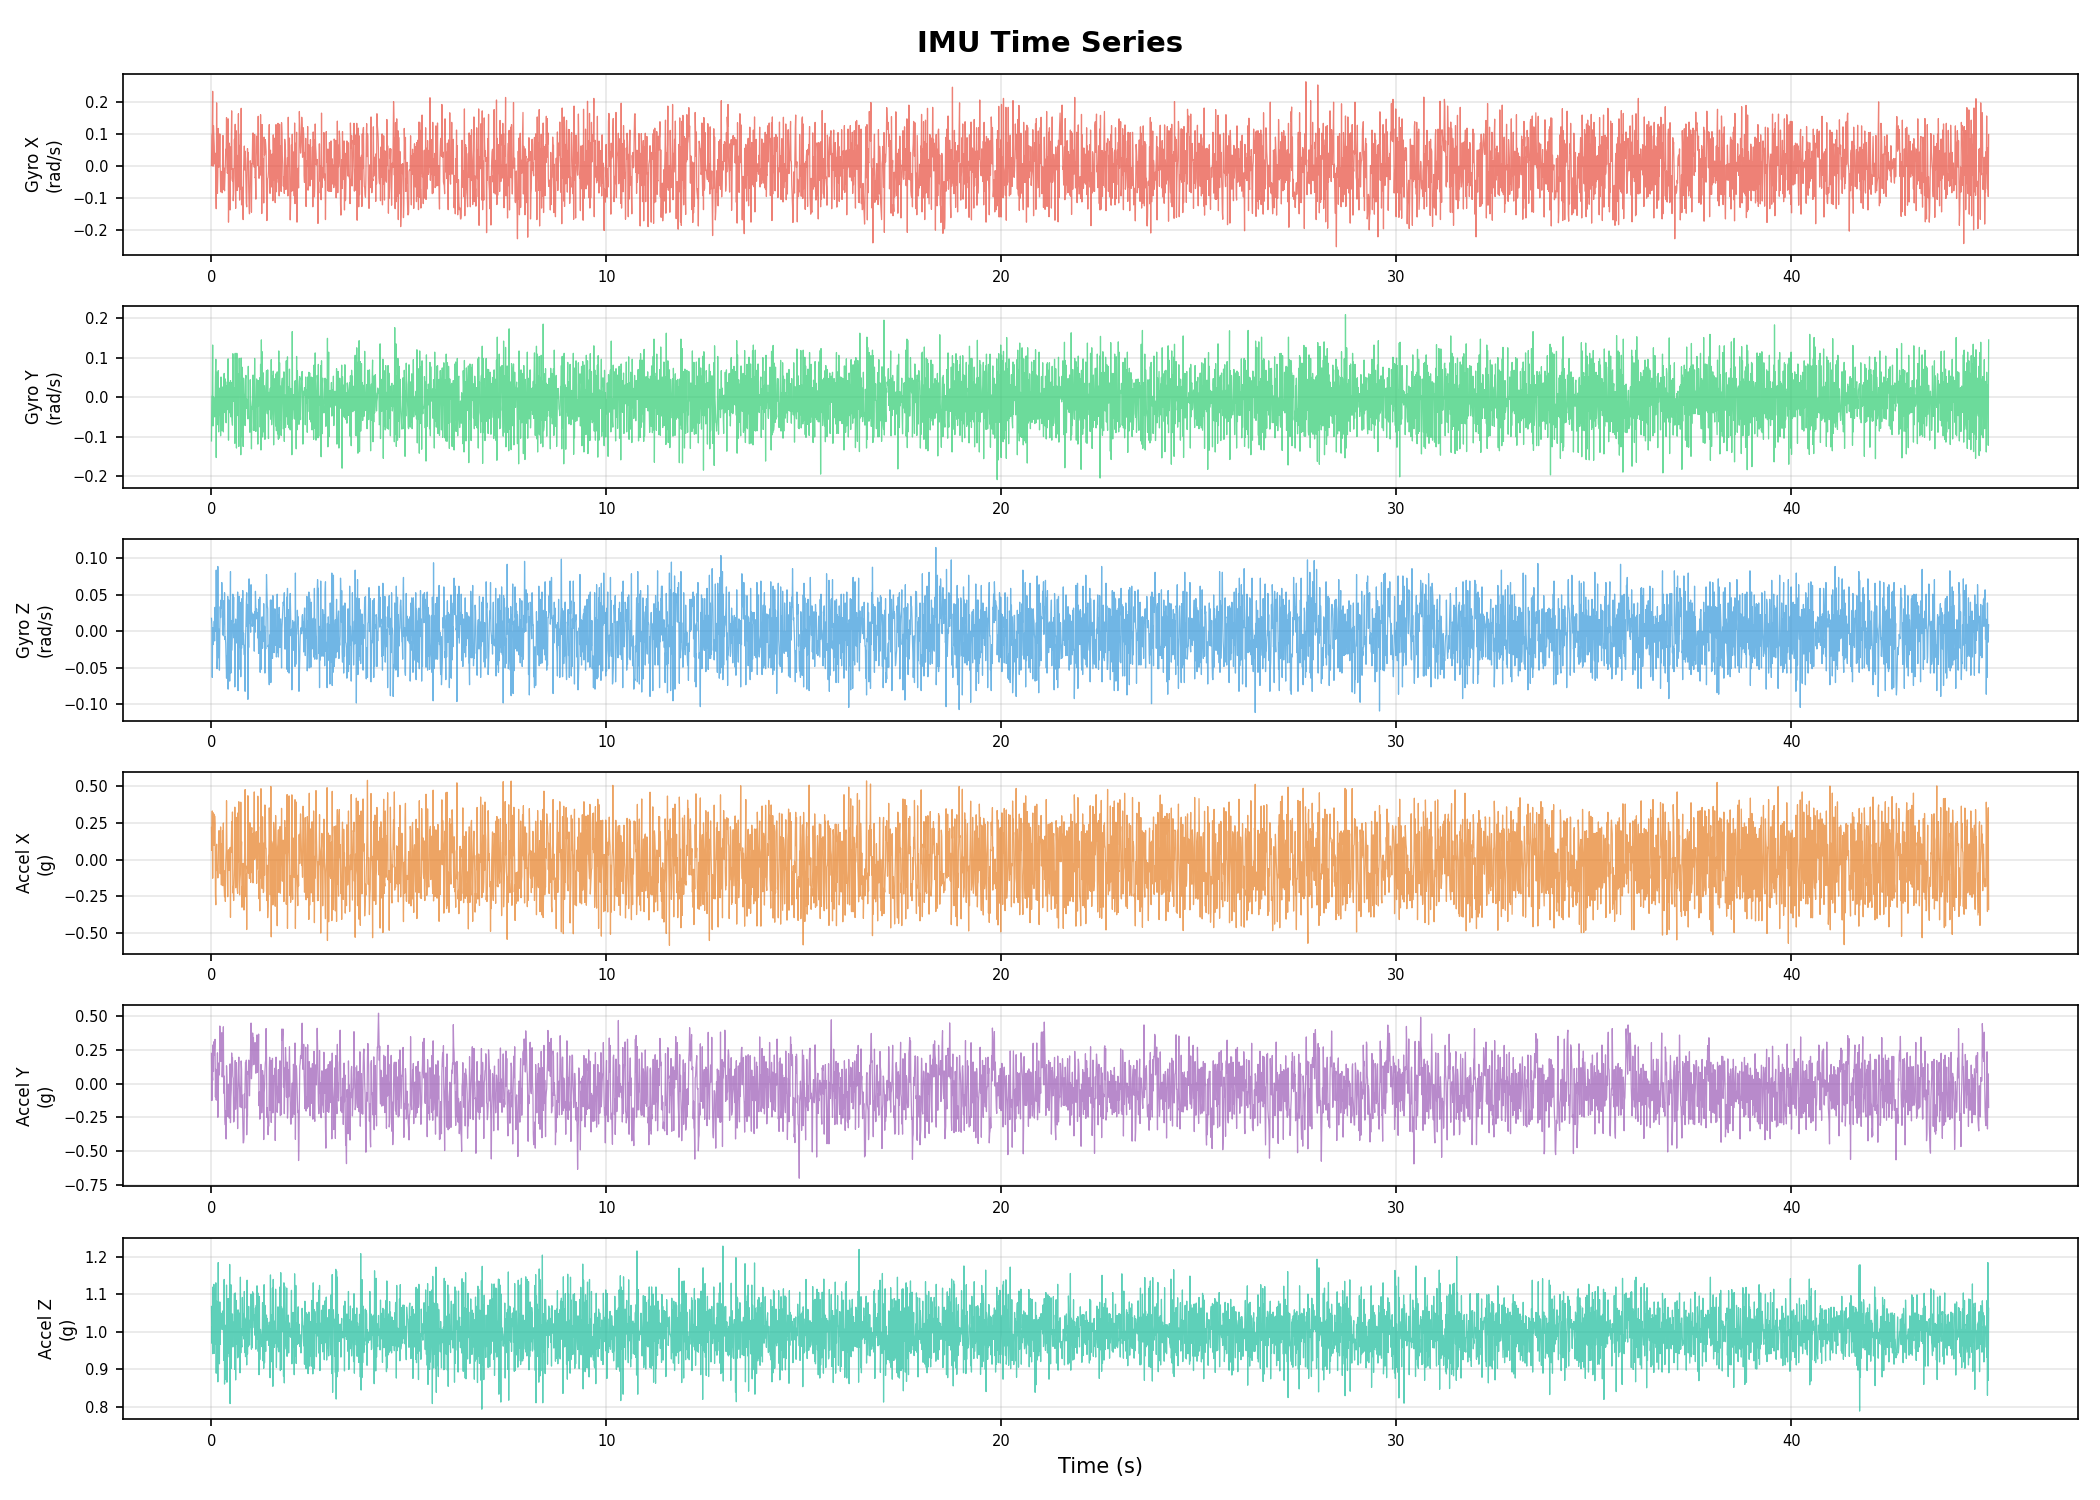 IMU Time Series
Gyro X
(rad/s)
0.2
0.1
0.0
−0.1
−0.2
0 10 20 30 40
Gyro Y
(rad/s)
0.2
0.1
0.0
−0.1
−0.2
0 10 20 30 40
Gyro Z
(rad/s)
0.10
0.05
0.00
−0.05
−0.10
0 10 20 30 40
Accel X
(g)
0.50
0.25
0.00
−0.25
−0.50
0 10 20 30 40
Accel Y
(g)
0.50
0.25
0.00
−0.25
−0.50
−0.75
0 10 20 30 40
Accel Z
(g)
1.2
1.1
1.0
0.9
0.8
0 10 20 30 40
Time (s)